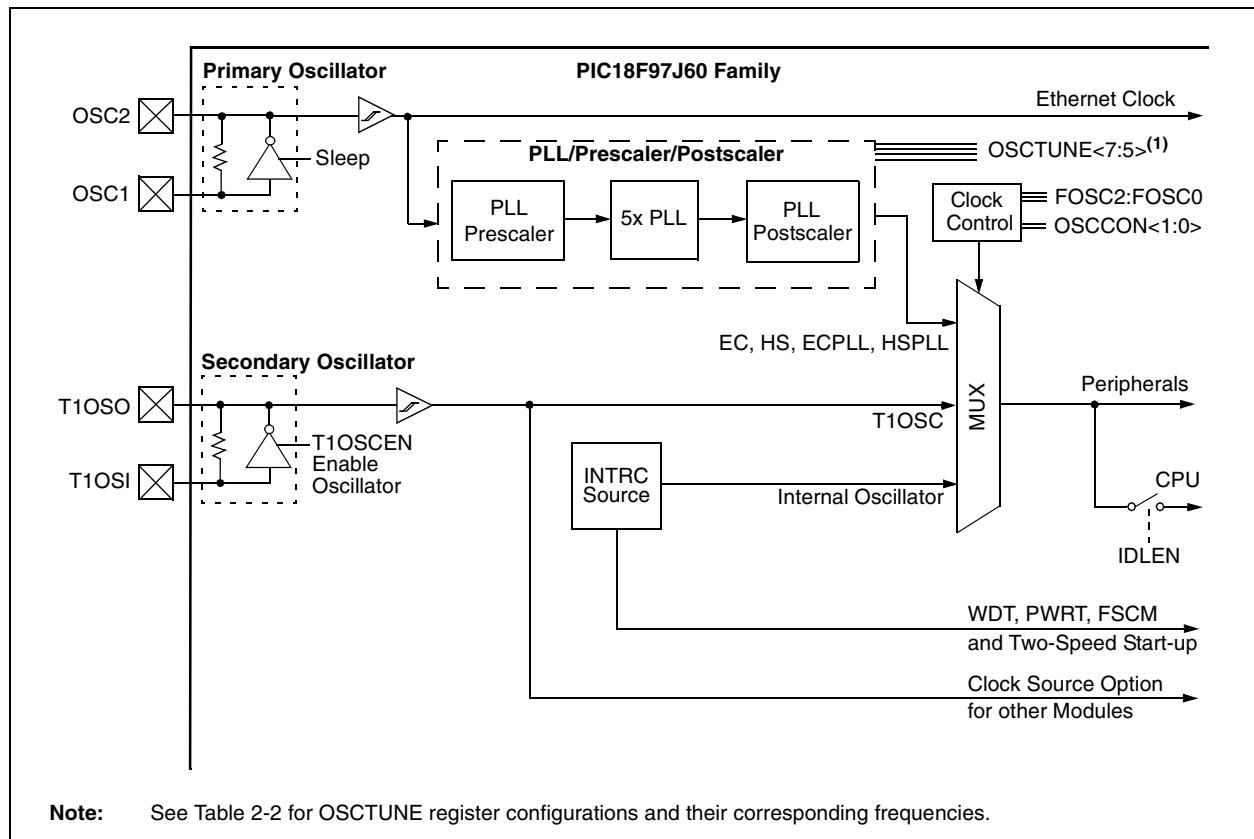 Primary Oscillator
PIC18F97J60 Family
OSC2
Ethernet Clock
Sleep
PLL/Prescaler/Postscaler
OSCTUNE<7:5>(1)
OSC1
PLL
Prescaler
5x PLL
PLL
Postscaler
Clock
Control
FOSC2:FOSC0
OSCCON<1:0>
EC, HS, ECPLL, HSPLL
Secondary Oscillator
T1OSO
T1OSC
MUX
Peripherals
T1OSCEN
Enable
Oscillator
T1OSI
INTRC
Source
Internal Oscillator
CPU
IDLEN
WDT, PWRT, FSCM
and Two-Speed Start-up
Clock Source Option
for other Modules
Note: See Table 2-2 for OSCTUNE register configurations and their corresponding frequencies.